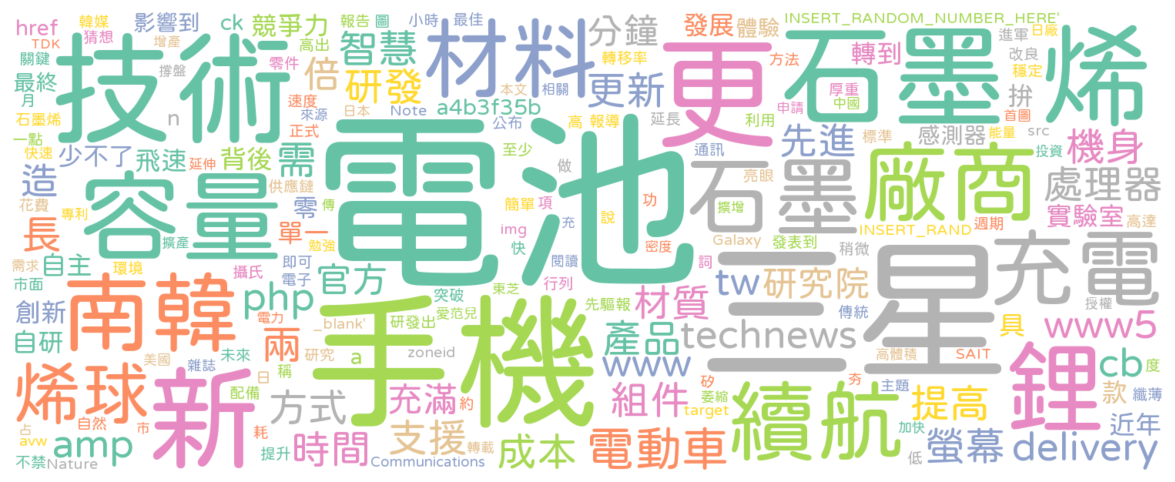 href
韓媒
影響到
ck
競爭力
報告
圖
小時
最佳
發展
體驗
INSERT_RANDOM_NUMBER_HERE'
日廠
TDK
猜想
增產
高出
智慧
分鐘
轉移率
轉到
進軍
改良
穩定
關鍵
撐盤
零件
倍
技術
材料
更
石墨烯
方法
最終
月
速度
研發
本文
相關
更新
厚重
中國
拚
首圖
石墨烯
n
來源
日本
Note
a4b3f35b
公布
高
報導
延長
利用
申請
先進
標準
感測器
能量
src
投資
機身
一點
快速
少不了
飛速
延伸
正式
背後
需
電池
至少
做
通訊
石墨
亮眼
廠商
處理器
造
花費
專利
容量
供應鏈
零
傳
簡單
項
說
功
擴增
實驗室
高達
長
擴產
單一
勉強
img
快
充
密度
Galaxy
發表到
INSERT_RAND
週期
需求
自主
環境
攝氏
即可
電子
官方
閱讀
詞
稍微
三星
充電
市面
南韓
php
突破
東芝
行列
tw
研究院
創新
電力
_blank'
研發出
愛范兒
先驅報
材質
傳統
授權
自研
美國
未來
兩
研究
a
zoneid
手機
產品
technews
具
www5
烯球
新
雜誌
稱
www
高體積
SAIT
鋰
cb
度
日
配備
充滿
約
組件
矽
萎縮
夯
主題
款
纖薄
占
自然
市
方式
target
續航
提高
近年
avw
amp
耗
時間
支援
轉載
成本
電動車
加快
低
螢幕
delivery
不禁
Nature
提升
Communications